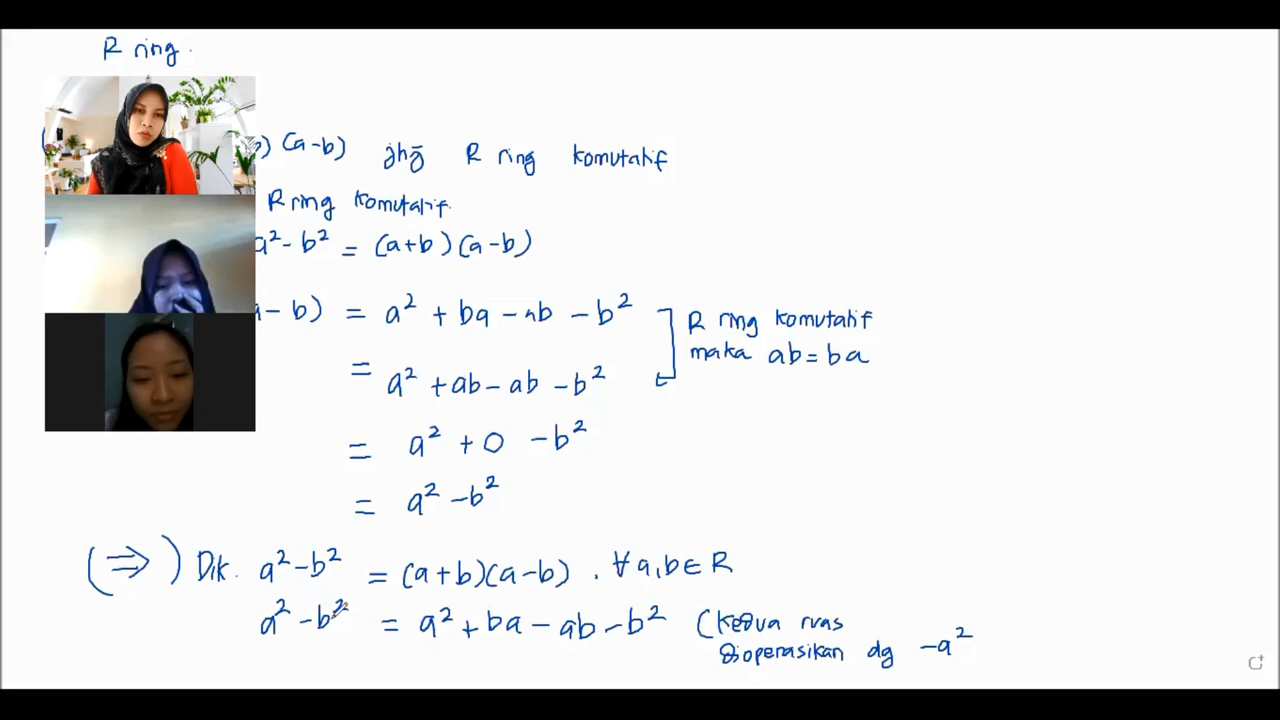 R ring.
) (a-b) jhj R ring komutatif
R ring komutatif.
a² - b² = (a+b)(a-b)
- b) = a² + ba - ab - b² R ring komutatif
maka ab = ba
= a² + ab - ab - b²
= a² + 0 - b²
= a² - b²
(⇒) Dik. a² - b² = (a+b)(a-b) . ∀ a,b ∈ R
a² - b² = a² + ba - ab - b² (kedua ruas
dioperasikan dg -a²